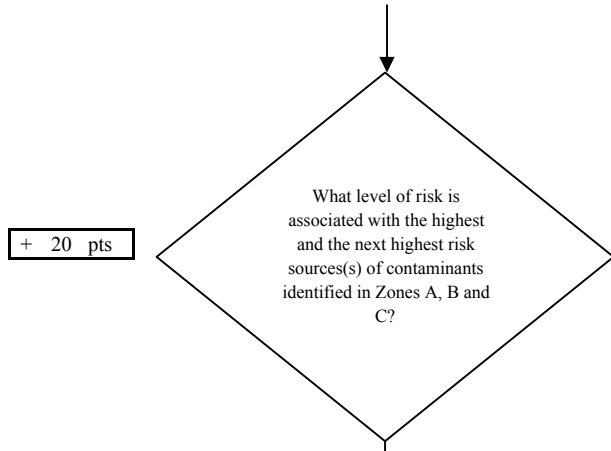 What level of risk is
associated with the highest
and the next highest risk
sources(s) of contaminants
identified in Zones A, B and
C?
+ 20 pts